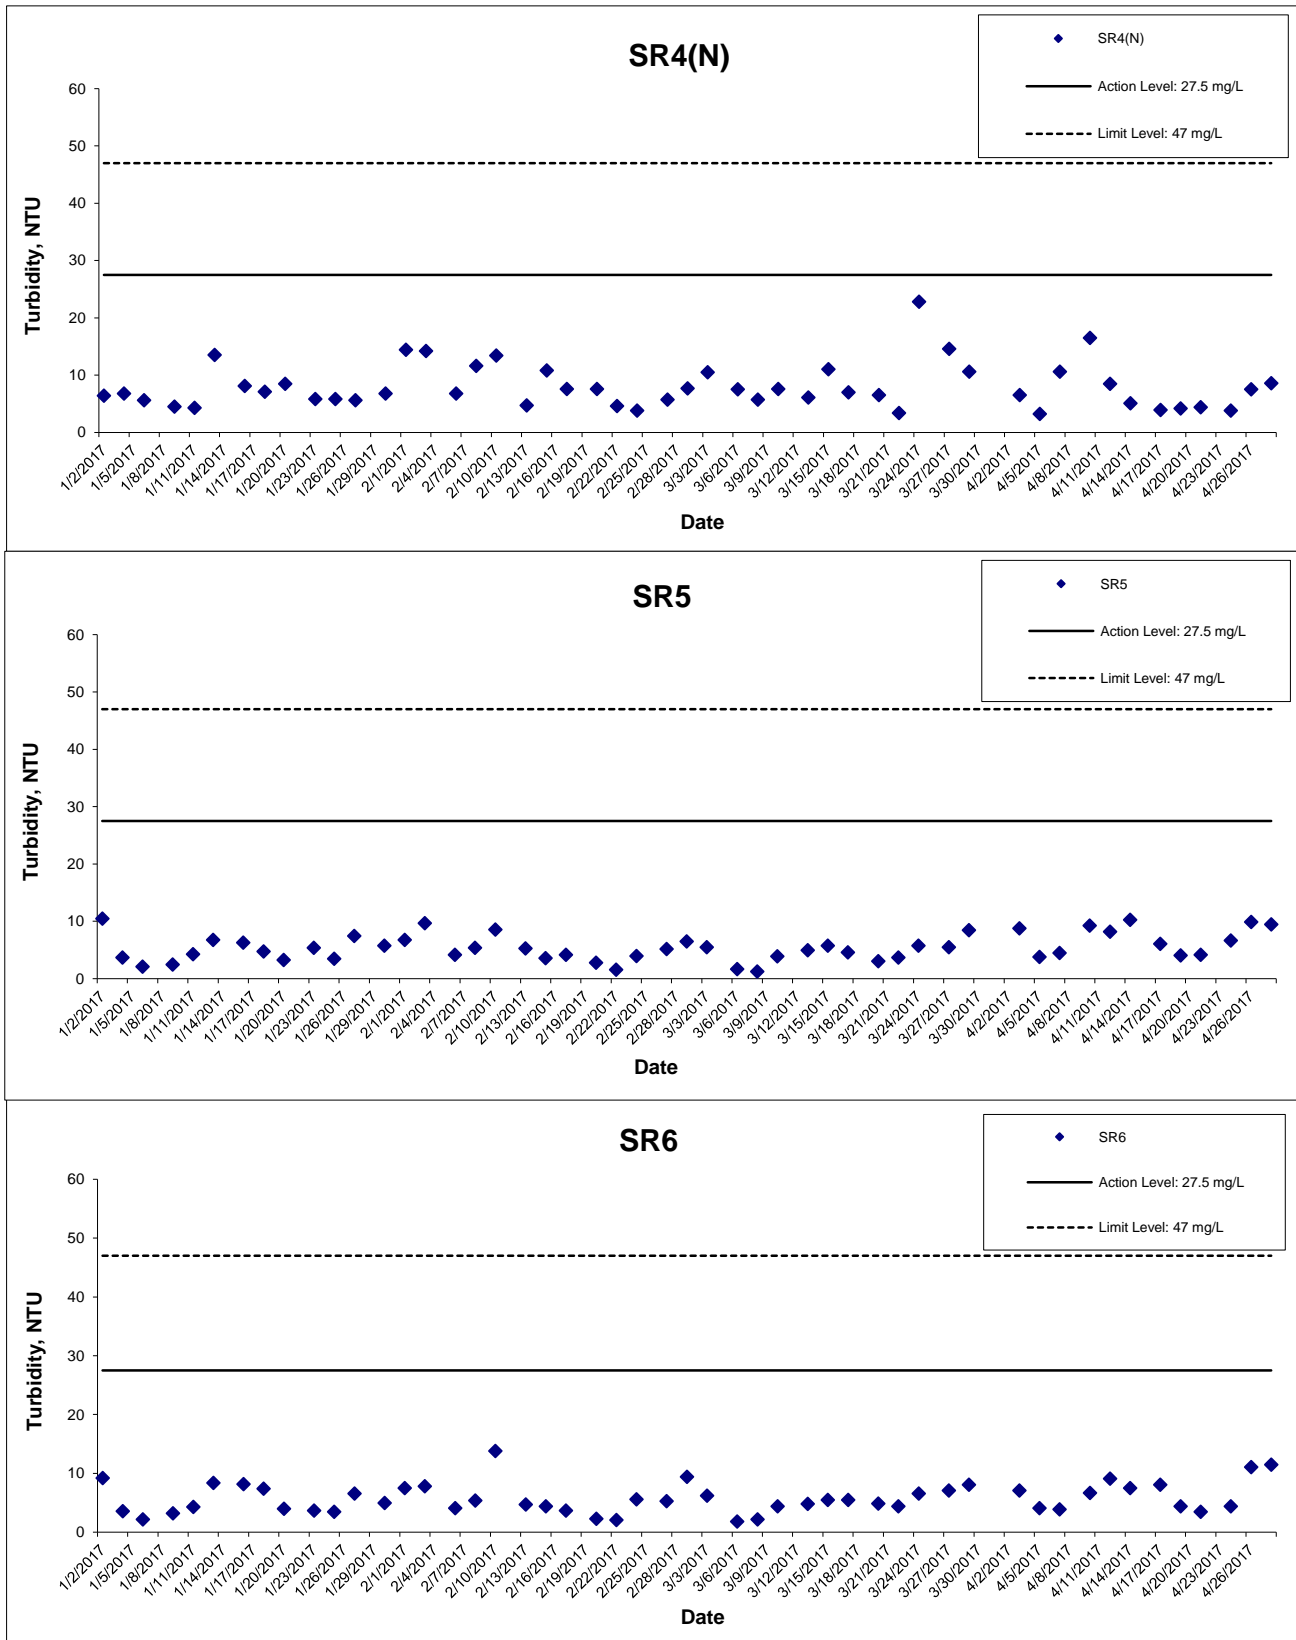 SR4(N)
SR4(N)
Action Level: 27.5 mg/L
Limit Level: 47 mg/L
60
50
40
30
20
10
0
Turbidity, NTU
1/2/2017 1/5/2017 1/8/2017 1/11/2017 1/14/2017 1/17/2017 1/20/2017 1/23/2017 1/26/2017 1/29/2017 2/1/2017 2/4/2017 2/7/2017 2/10/2017 2/13/2017 2/16/2017 2/19/2017 2/22/2017 2/25/2017 2/28/2017 3/3/2017 3/6/2017 3/9/2017 3/12/2017 3/15/2017 3/18/2017 3/21/2017 3/24/2017 3/27/2017 3/30/2017 4/2/2017 4/5/2017 4/8/2017 4/11/2017 4/14/2017 4/17/2017 4/20/2017 4/23/2017 4/26/2017
Date
SR5
SR5
Action Level: 27.5 mg/L
Limit Level: 47 mg/L
60
50
40
30
20
10
0
Turbidity, NTU
1/2/2017 1/5/2017 1/8/2017 1/11/2017 1/14/2017 1/17/2017 1/20/2017 1/23/2017 1/26/2017 1/29/2017 2/1/2017 2/4/2017 2/7/2017 2/10/2017 2/13/2017 2/16/2017 2/19/2017 2/22/2017 2/25/2017 2/28/2017 3/3/2017 3/6/2017 3/9/2017 3/12/2017 3/15/2017 3/18/2017 3/21/2017 3/24/2017 3/27/2017 3/30/2017 4/2/2017 4/5/2017 4/8/2017 4/11/2017 4/14/2017 4/17/2017 4/20/2017 4/23/2017 4/26/2017
Date
SR6
SR6
Action Level: 27.5 mg/L
Limit Level: 47 mg/L
60
50
40
30
20
10
0
Turbidity, NTU
1/2/2017 1/5/2017 1/8/2017 1/11/2017 1/14/2017 1/17/2017 1/20/2017 1/23/2017 1/26/2017 1/29/2017 2/1/2017 2/4/2017 2/7/2017 2/10/2017 2/13/2017 2/16/2017 2/19/2017 2/22/2017 2/25/2017 2/28/2017 3/3/2017 3/6/2017 3/9/2017 3/12/2017 3/15/2017 3/18/2017 3/21/2017 3/24/2017 3/27/2017 3/30/2017 4/2/2017 4/5/2017 4/8/2017 4/11/2017 4/14/2017 4/17/2017 4/20/2017 4/23/2017 4/26/2017
Date